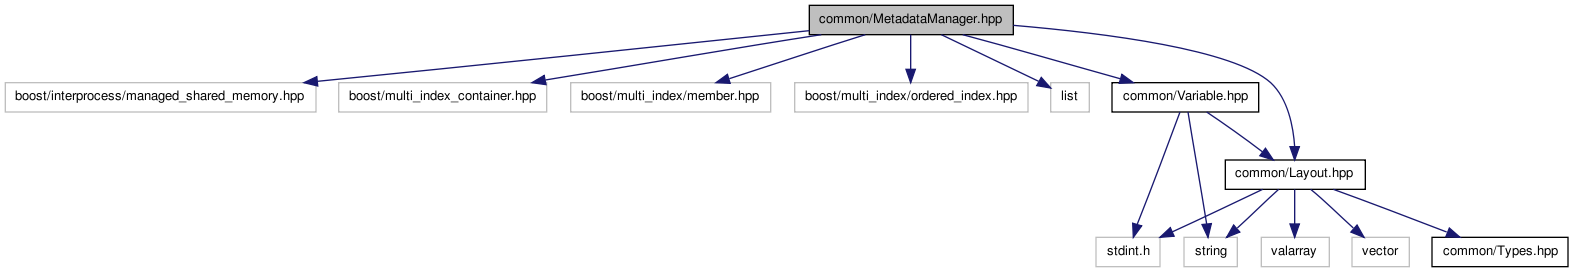 common/MetadataManager.hpp
boost/interprocess/managed_shared_memory.hpp
boost/multi_index_container.hpp
boost/multi_index/member.hpp
boost/multi_index/ordered_index.hpp
list
common/Variable.hpp
common/Layout.hpp
stdint.h
string
valarray
vector
common/Types.hpp